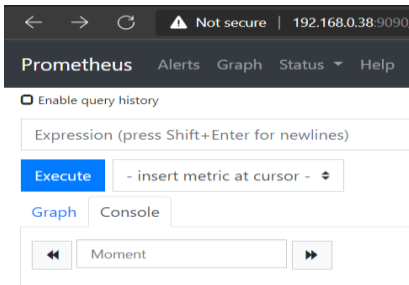 Not secure | 192.168.0.38:9090
Prometheus Alerts Graph Status Help
Enable query history
Expression (press Shift+Enter for newlines)
Execute - insert metric at cursor -
Graph Console
Moment